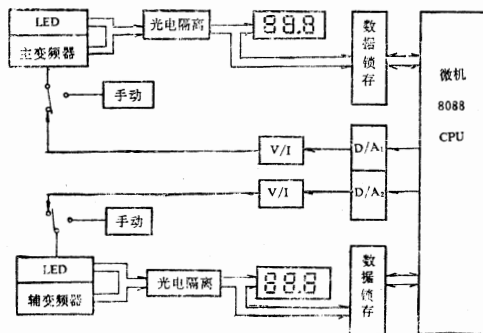 LED
主变频器
光电隔离
88.8
数据锁存
微机
8088
CPU
手动
V/I
D/A₁
V/I
D/A₂
手动
LED
辅变频器
光电隔离
88.8
数据锁存